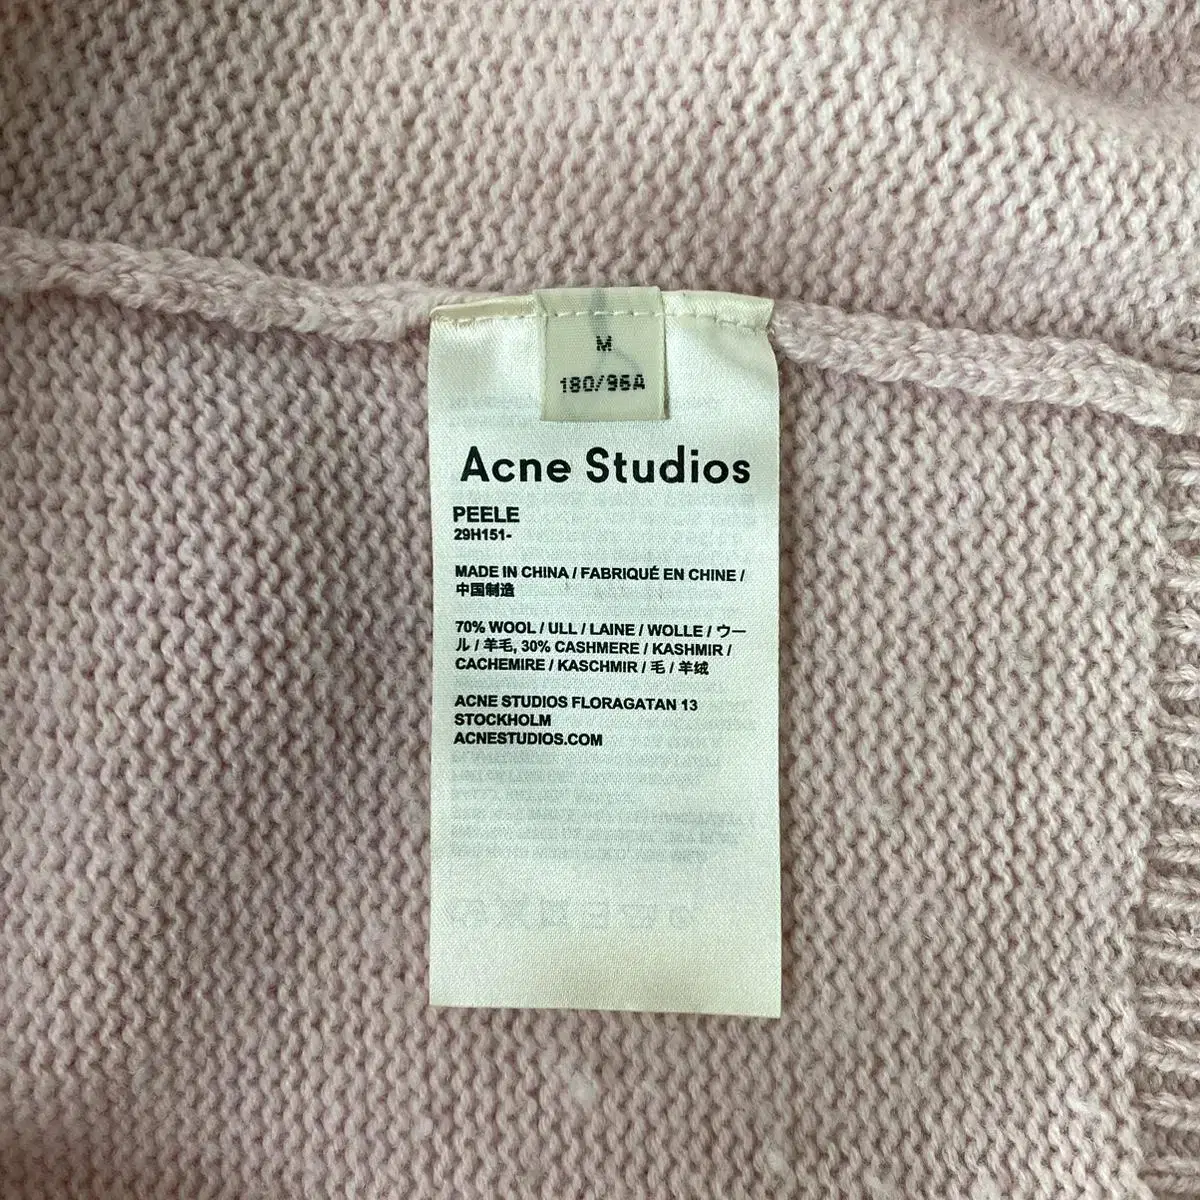 M
180/96A
Acne Studios
PEELE
29H151-
MADE IN CHINA / FABRIQUÉ EN CHINE /
中国制造
70% WOOL / ULL / LAINE / WOLLE / ウー
ル / 羊毛, 30% CASHMERE / KASHMIR /
CACHEMIRE / KASCHMIR / 毛 / 羊绒
ACNE STUDIOS FLORAGATAN 13
STOCKHOLM
ACNESTUDIOS.COM